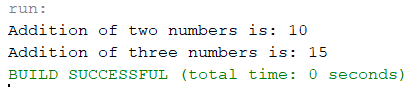 run:
Addition of two numbers is: 10
Addition of three numbers is: 15
BUILD SUCCESSFUL (total time: 0 seconds)